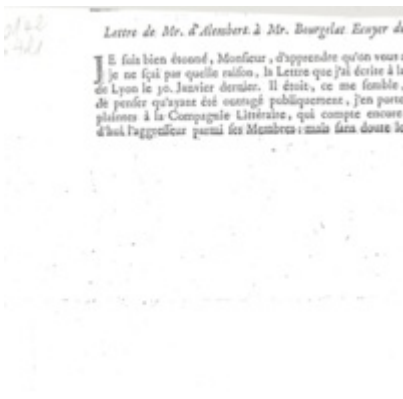 Lettre de Mr. d'Alembert à Mr. Bourgelat Ecuyer de
JE suis bien étonné, Monsieur, d'apprendre qu'on vous a
je ne sçai par quelle raison, la Lettre que j'ai écrite à la
de Lyon le 30. Janvier dernier. Il étoit, ce me semble,
de penser qu'ayant été outragé publiquement, j'en porte
plaintes à la Compagnie Littéraire, qui compte encore
d'hui l'aggresseur parmi ses Membres: mais sans doute le